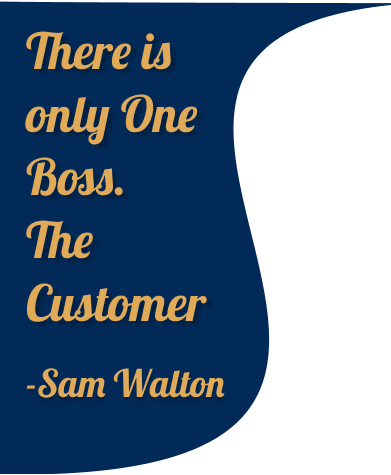 There is
only One
Boss.
The
Customer
-Sam Walton